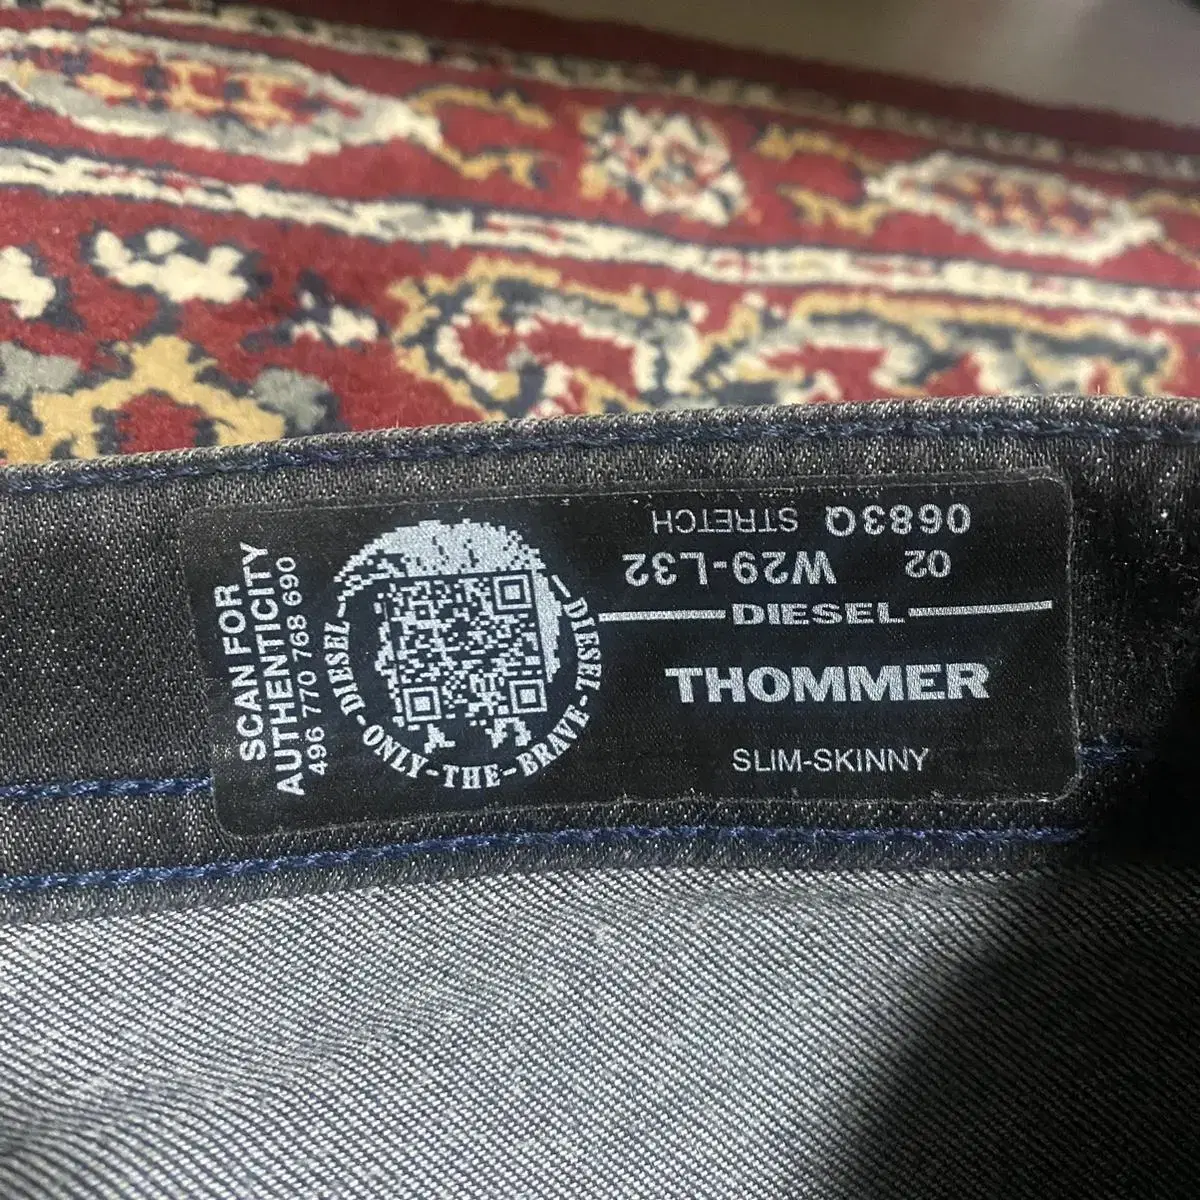 SCAN FOR
AUTHENTICITY
496 770 768 690
DIESEL-ONLY-THE-BRAVE-DIESEL-
0683Q STRETCH
02 W29-L32
DIESEL
THOMMER
SLIM-SKINNY